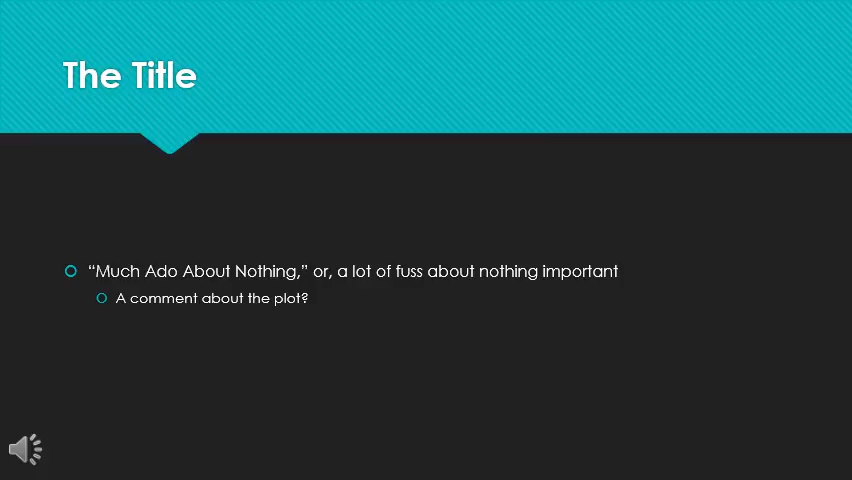 The Title
“Much Ado About Nothing,” or, a lot of fuss about nothing important
A comment about the plot?